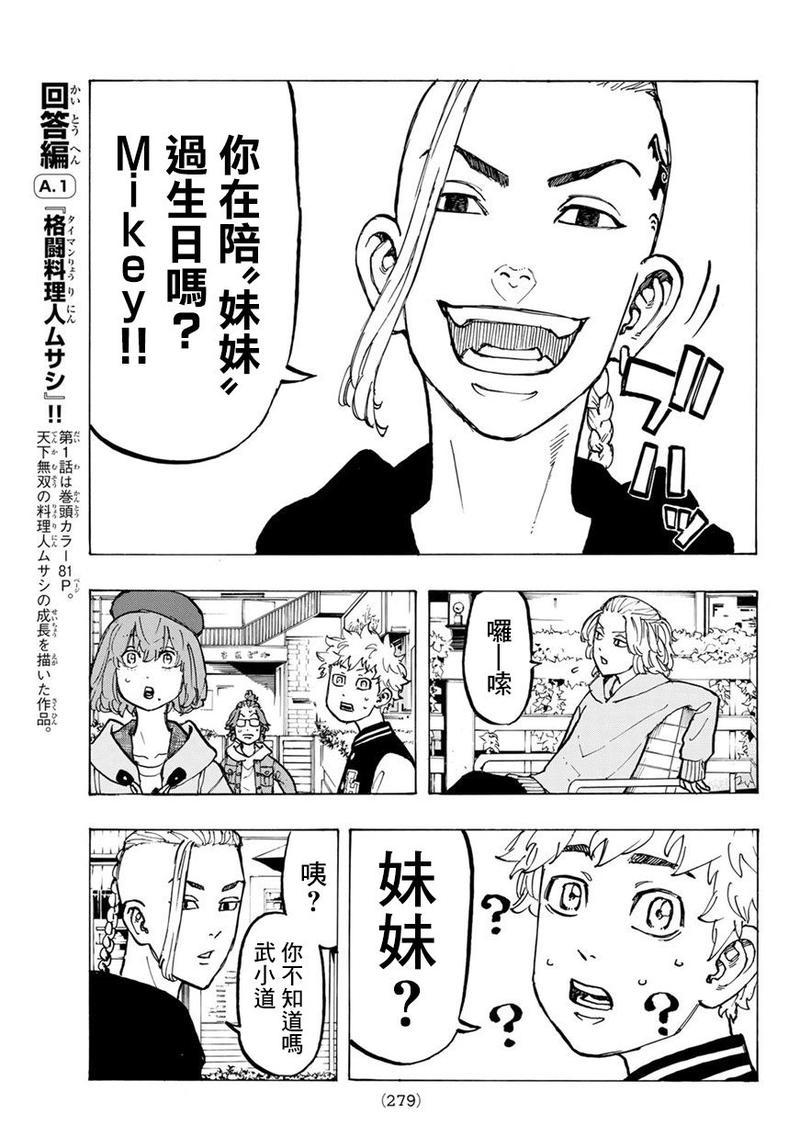 回答編
A.1
『格闘料理人ムサシ』!!
第1話は巻頭カラー81P。
天下無双の料理人ムサシの成長を描いた作品。
你在陪〝妹妹〞
過生日嗎?
Mikey!!
囉—嗦
妹妹?
?
?
?
?
咦?
你不知道嗎
武小道
(279)